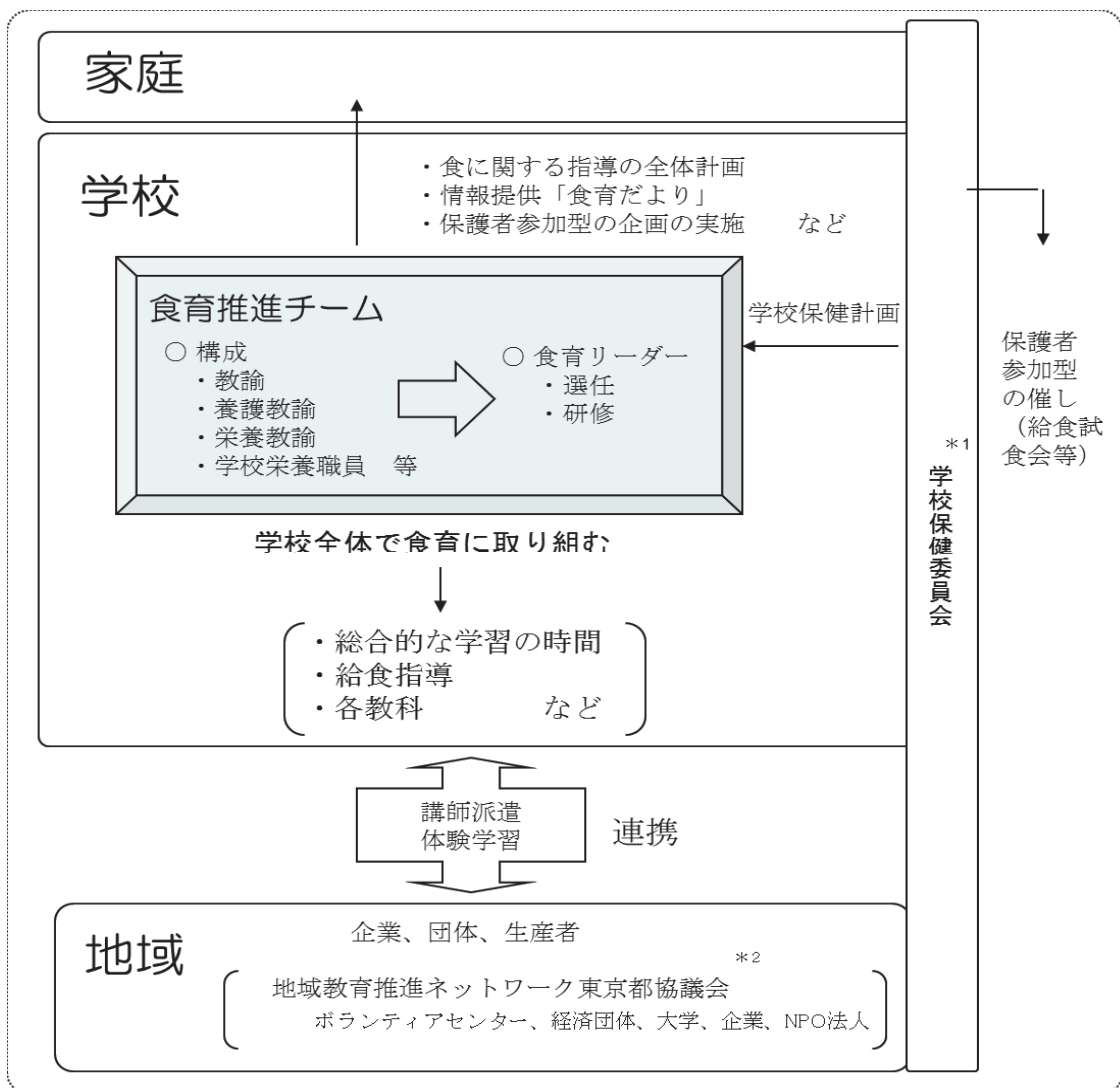 家庭
学校
・食に関する指導の全体計画
・情報提供「食育だより」
・保護者参加型の企画の実施　　など
食育推進チーム
○ 構成
・教諭
・養護教諭
・栄養教諭
・学校栄養職員　等
○ 食育リーダー
・選任
・研修
学校保健計画
保護者
参加型
の催し
（給食試
食会等）
＊1
学校保健委員会
学校全体で食育に取り組む
・総合的な学習の時間
・給食指導
・各教科　　　　など
講師派遣
体験学習
連携
地域
企業、団体、生産者
＊2
地域教育推進ネットワーク東京都協議会
ボランティアセンター、経済団体、大学、企業、NPO法人